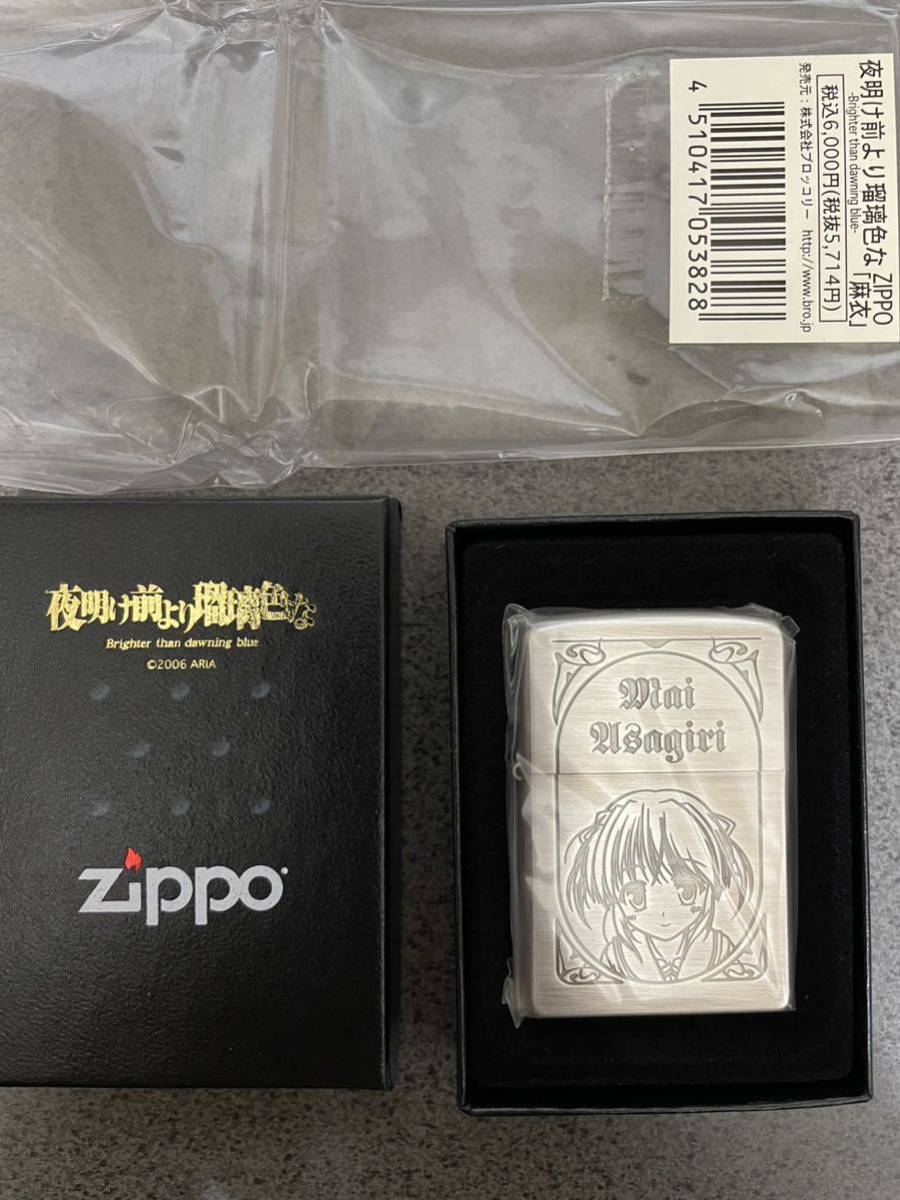 夜明け前より瑠璃色な ZIPPO「麻衣」
-Brighter than dawning blue-
税込6,000円(税抜5,714円)
発売元：株式会社ブロッコリー http://www.bro.jp
4 510417 053828
夜明け前より瑠璃色な
Brighter than dawning blue
©2006 ARIA
zippo
Mai
Asagiri